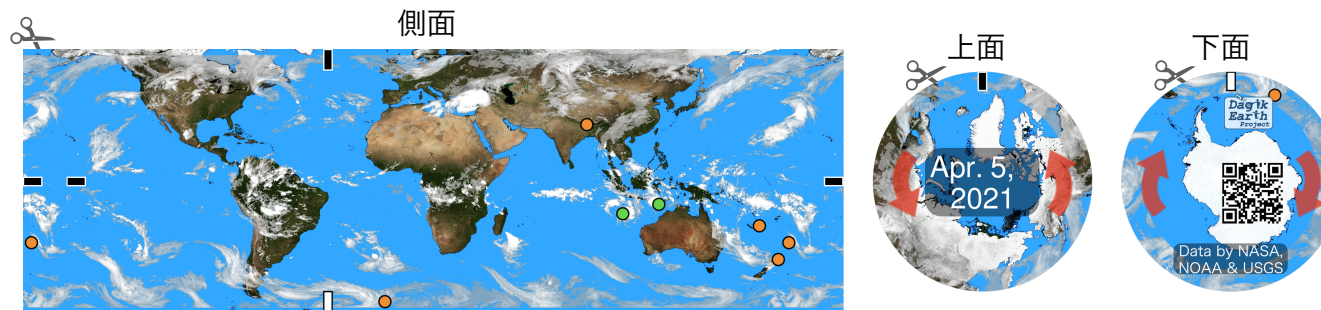 側面
上面
下面
Apr. 5,
2021
Dagik
Earth
Project
Data by NASA,
NOAA & USGS